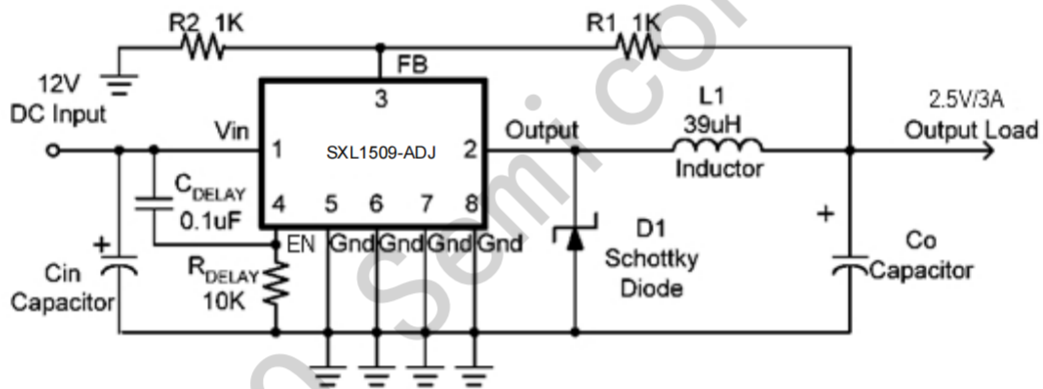 R2 1K
R1 1K
FB
12V
DC Input
3
L1
39uH
Inductor
2.5V/3A
Output Load
Vin
Output
1
SXL1509-ADJ
2
CDELAY
0.1uF
4 5 6 7 8
EN Gnd Gnd Gnd Gnd
+
Cin
Capacitor
RDELAY
10K
D1
Schottky
Diode
+
Co
Capacitor
Semi co